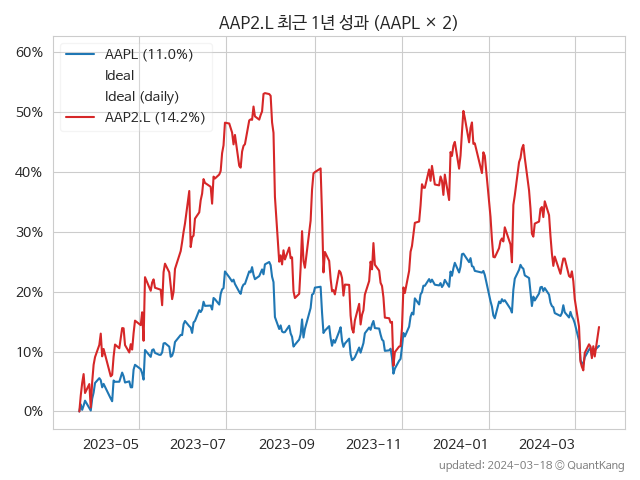 AAP2.L 최근 1년 성과 (AAPL × 2)
60%
50%
40%
30%
20%
10%
0%
AAPL (11.0%)
Ideal
Ideal (daily)
AAP2.L (14.2%)
2023-05
2023-07
2023-09
2023-11
2024-01
2024-03
updated: 2024-03-18 © QuantKang